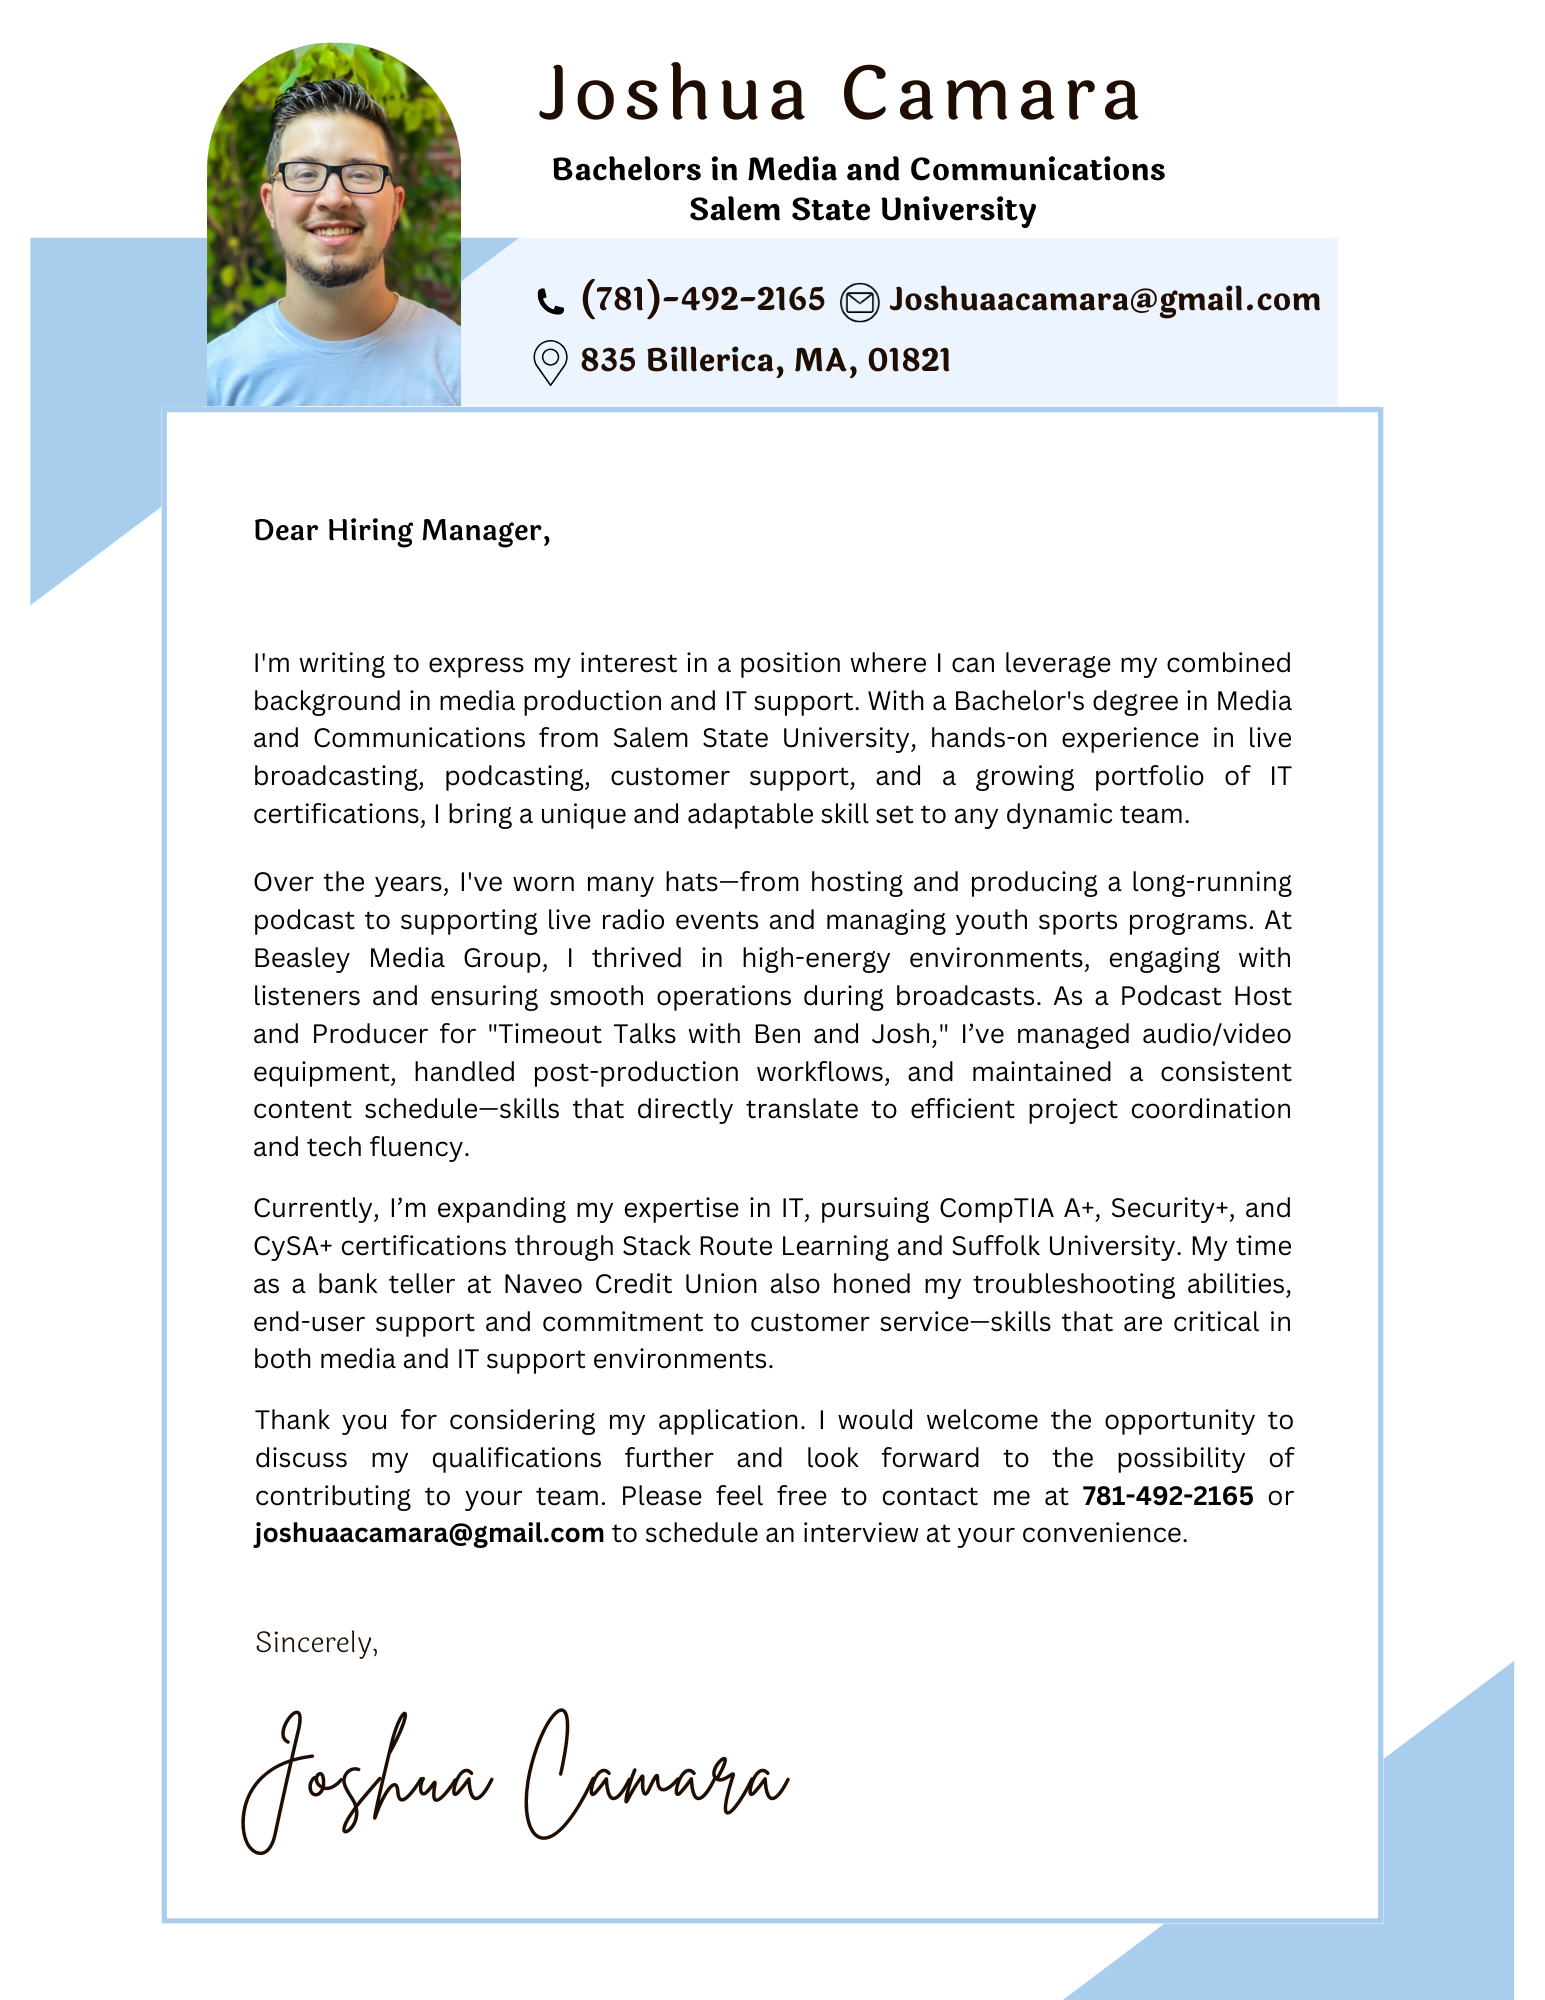 Joshua Camara
Bachelors in Media and Communications
Salem State University
(781)-492-2165 Joshuaacamara@gmail.com
835 Billerica, MA, 01821
Dear Hiring Manager,
I'm writing to express my interest in a position where I can leverage my combined
background in media production and IT support. With a Bachelor's degree in Media
and Communications from Salem State University, hands-on experience in live
broadcasting, podcasting, customer support, and a growing portfolio of IT
certifications, I bring a unique and adaptable skill set to any dynamic team.
Over the years, I've worn many hats—from hosting and producing a long-running
podcast to supporting live radio events and managing youth sports programs. At
Beasley Media Group, I thrived in high-energy environments, engaging with
listeners and ensuring smooth operations during broadcasts. As a Podcast Host
and Producer for "Timeout Talks with Ben and Josh," I’ve managed audio/video
equipment, handled post-production workflows, and maintained a consistent
content schedule—skills that directly translate to efficient project coordination
and tech fluency.
Currently, I’m expanding my expertise in IT, pursuing CompTIA A+, Security+, and
CySA+ certifications through Stack Route Learning and Suffolk University. My time
as a bank teller at Naveo Credit Union also honed my troubleshooting abilities,
end-user support and commitment to customer service—skills that are critical in
both media and IT support environments.
Thank you for considering my application. I would welcome the opportunity to
discuss my qualifications further and look forward to the possibility of
contributing to your team. Please feel free to contact me at 781-492-2165 or
joshuaacamara@gmail.com to schedule an interview at your convenience.
Sincerely,
Joshua Camara